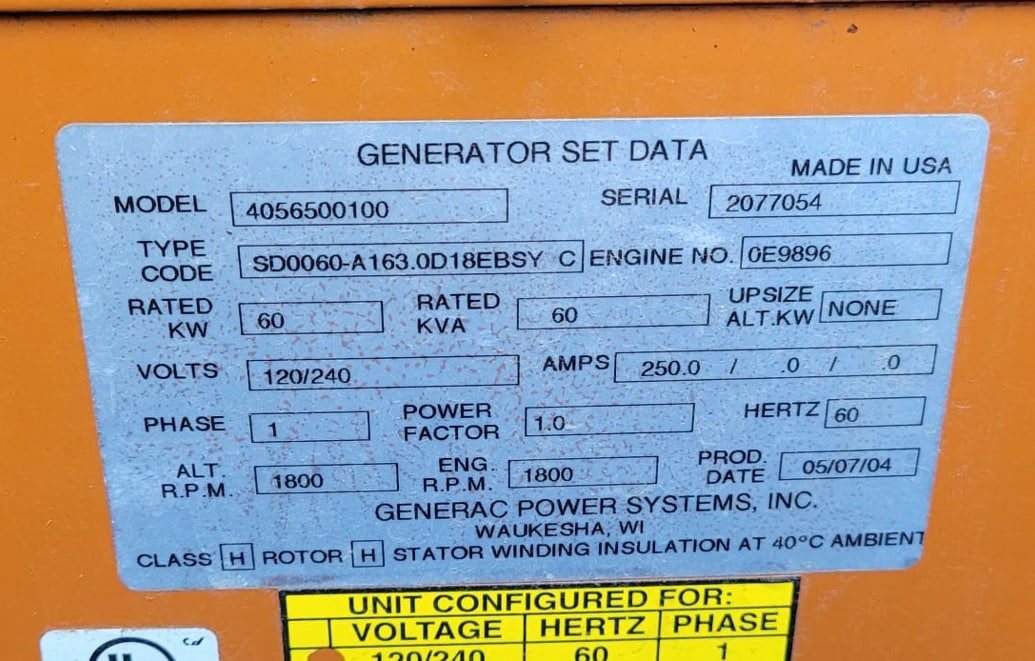 GENERATOR SET DATA
MADE IN USA
MODEL 4056500100 SERIAL 2077054
TYPE CODE SD0060-A163.0D18EBSY C ENGINE NO. 0E9896
RATED KW 60 RATED KVA 60 UPSIZE ALT.KW NONE
VOLTS 120/240 AMPS 250.0 / .0 / .0
PHASE 1 POWER FACTOR 1.0 HERTZ 60
ALT. R.P.M. 1800 ENG. R.P.M. 1800 PROD. DATE 05/07/04
GENERAC POWER SYSTEMS, INC.
WAUKESHA, WI
CLASS H ROTOR H STATOR WINDING INSULATION AT 40°C AMBIENT
UNIT CONFIGURED FOR:
VOLTAGE HERTZ PHASE
120/240 60 1